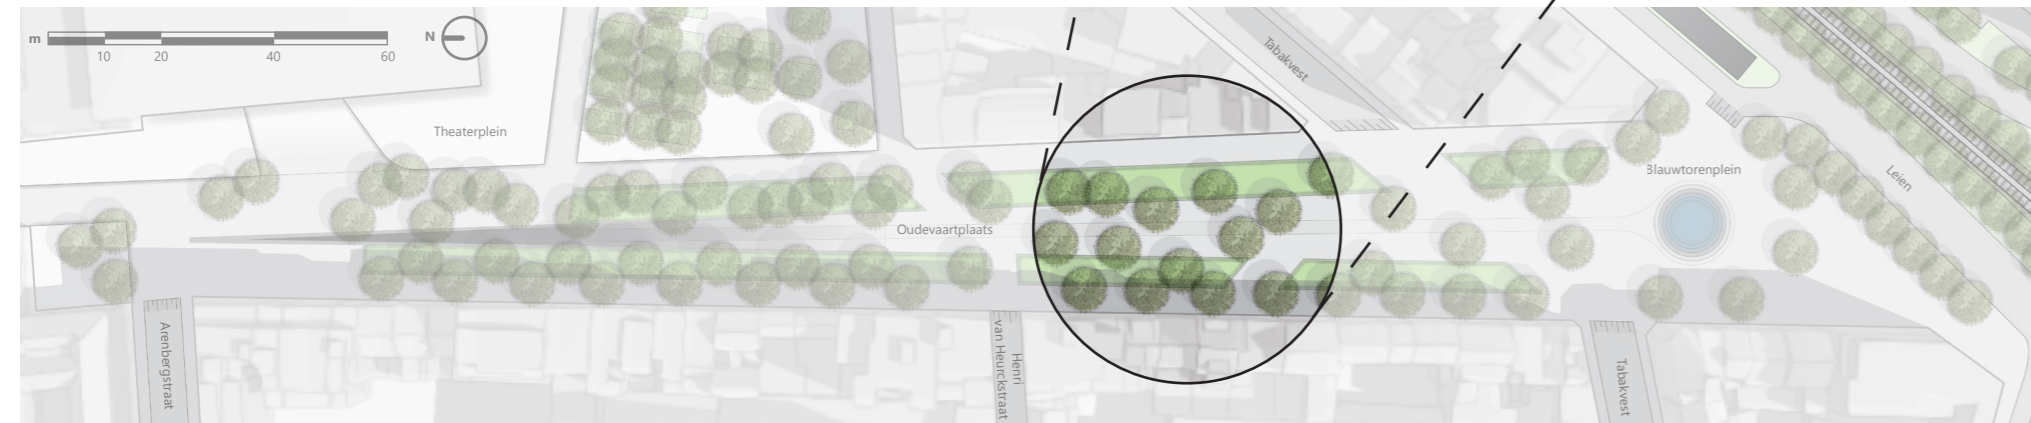 m
10 20 40 60
N
Tabakvest
Theaterplein
Blauwtorenplein
Leien
Oudevaartplaats
Arenbergstraat
Henri
van Heurckstraat
Tabakvest